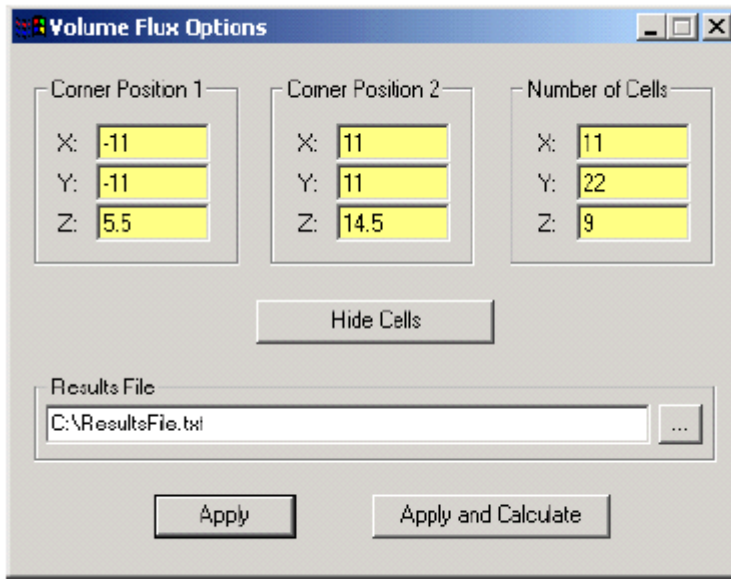 Volume Flux Options
Corner Position 1
X: -11
Y: -11
Z: 5.5
Corner Position 2
X: 11
Y: 11
Z: 14.5
Number of Cells
X: 11
Y: 22
Z: 9
Hide Cells
Results File
C:\ResultsFile.txt
...
Apply
Apply and Calculate